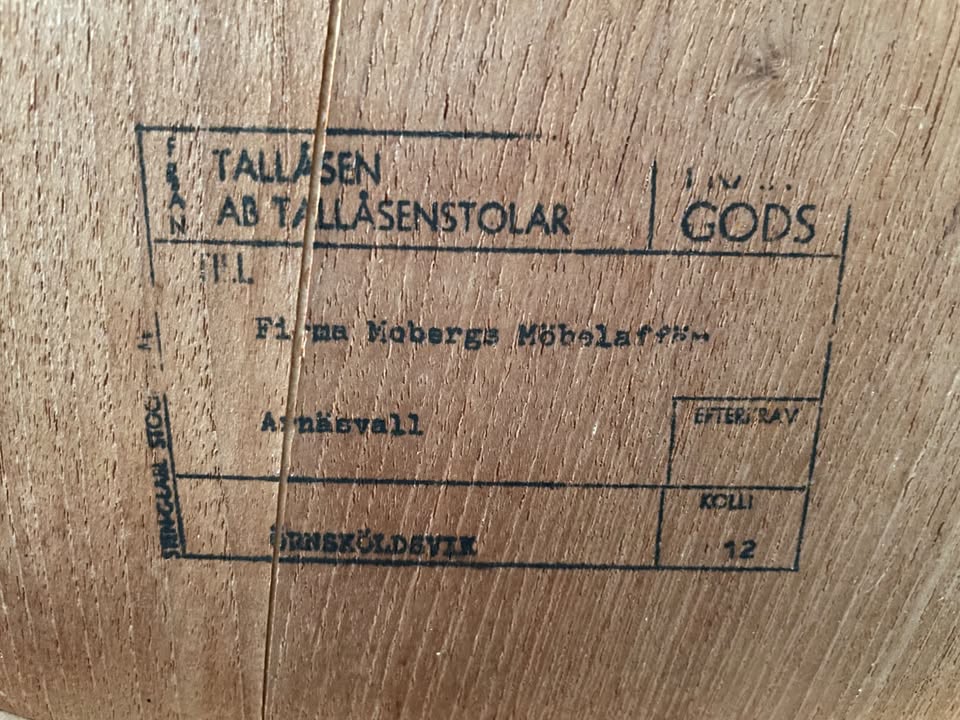 FRÅN
TALLÅSEN
AB TALLÅSENSTOLAR
GODS
TILL
Firma Mobergs Möbelaffär
Arnäsvall
EFTERKRAV
KOLLI
ÖRNSKÖLDSVIK
12